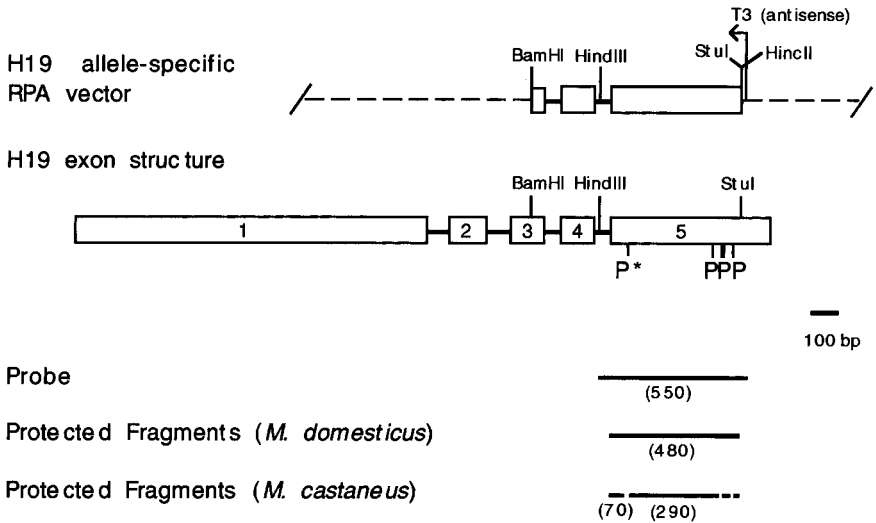 T3 (antisense)
H19 allele-specific
RPA vector
BamHI HindIII StuI HincII
H19 exon structure
BamHI HindIII StuI
1 2 3 4 5
P* PPP
100 bp
Probe
(550)
Protected Fragments (M. domesticus)
(480)
Protected Fragments (M. castaneus)
(70) (290)